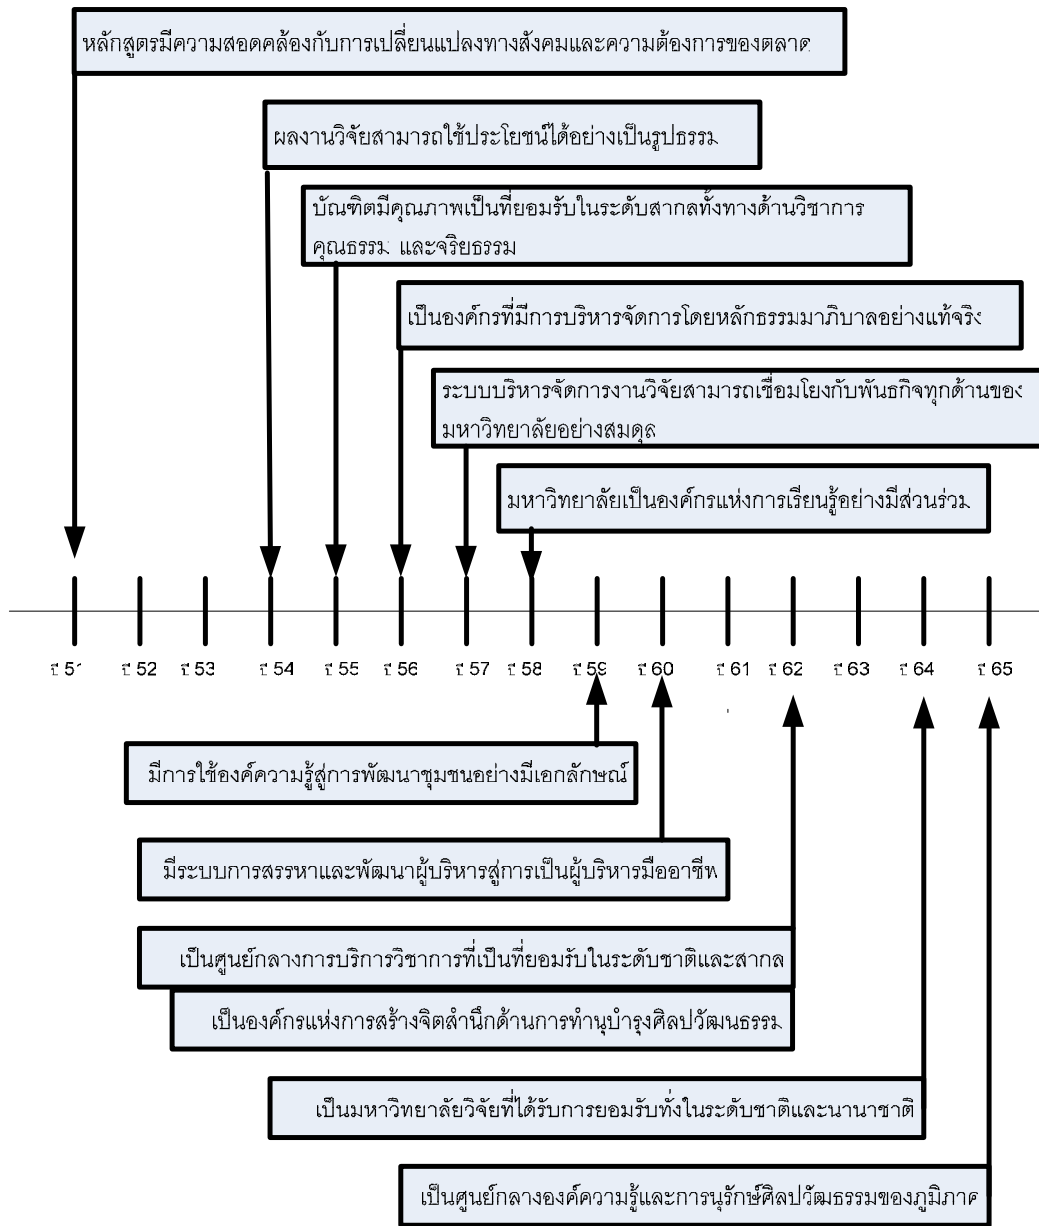 หลักสูตรมีความสอดคล้องกับการเปลี่ยนแปลงทางสังคมและความต้องการของตลาด
ผลงานวิจัยสามารถใช้ประโยชน์ได้อย่างเป็นรูปธรรม
บัณฑิตมีคุณภาพเป็นที่ยอมรับในระดับสากลทั้งทางด้านวิชาการ
คุณธรรม และจริยธรรม
เป็นองค์กรที่มีการบริหารจัดการโดยหลักธรรมมาภิบาลอย่างแท้จริง
ระบบบริหารจัดการงานวิจัยสามารถเชื่อมโยงกับพันธกิจทุกด้านของ
มหาวิทยาลัยอย่างสมดุล
มหาวิทยาลัยเป็นองค์กรแห่งการเรียนรู้อย่างมีส่วนร่วม
ปี 51 ปี 52 ปี 53 ปี 54 ปี 55 ปี 56 ปี 57 ปี 58 ปี 59 ปี 60 ปี 61 ปี 62 ปี 63 ปี 64 ปี 65
มีการใช้องค์ความรู้สู่การพัฒนาชุมชนอย่างมีเอกลักษณ์
มีระบบการสรรหาและพัฒนาผู้บริหารสู่การเป็นผู้บริหารมืออาชีพ
เป็นศูนย์กลางการบริการวิชาการที่เป็นที่ยอมรับในระดับชาติและสากล
เป็นองค์กรแห่งการสร้างจิตสำนึกด้านการทำนุบำรุงศิลปวัฒนธรรม
เป็นมหาวิทยาลัยวิจัยที่ได้รับการยอมรับทั่งในระดับชาติและนานาชาติ
เป็นศูนย์กลางองค์ความรู้และการนุรักษ์ศิลปวัฒธรรมของภูมิภาค